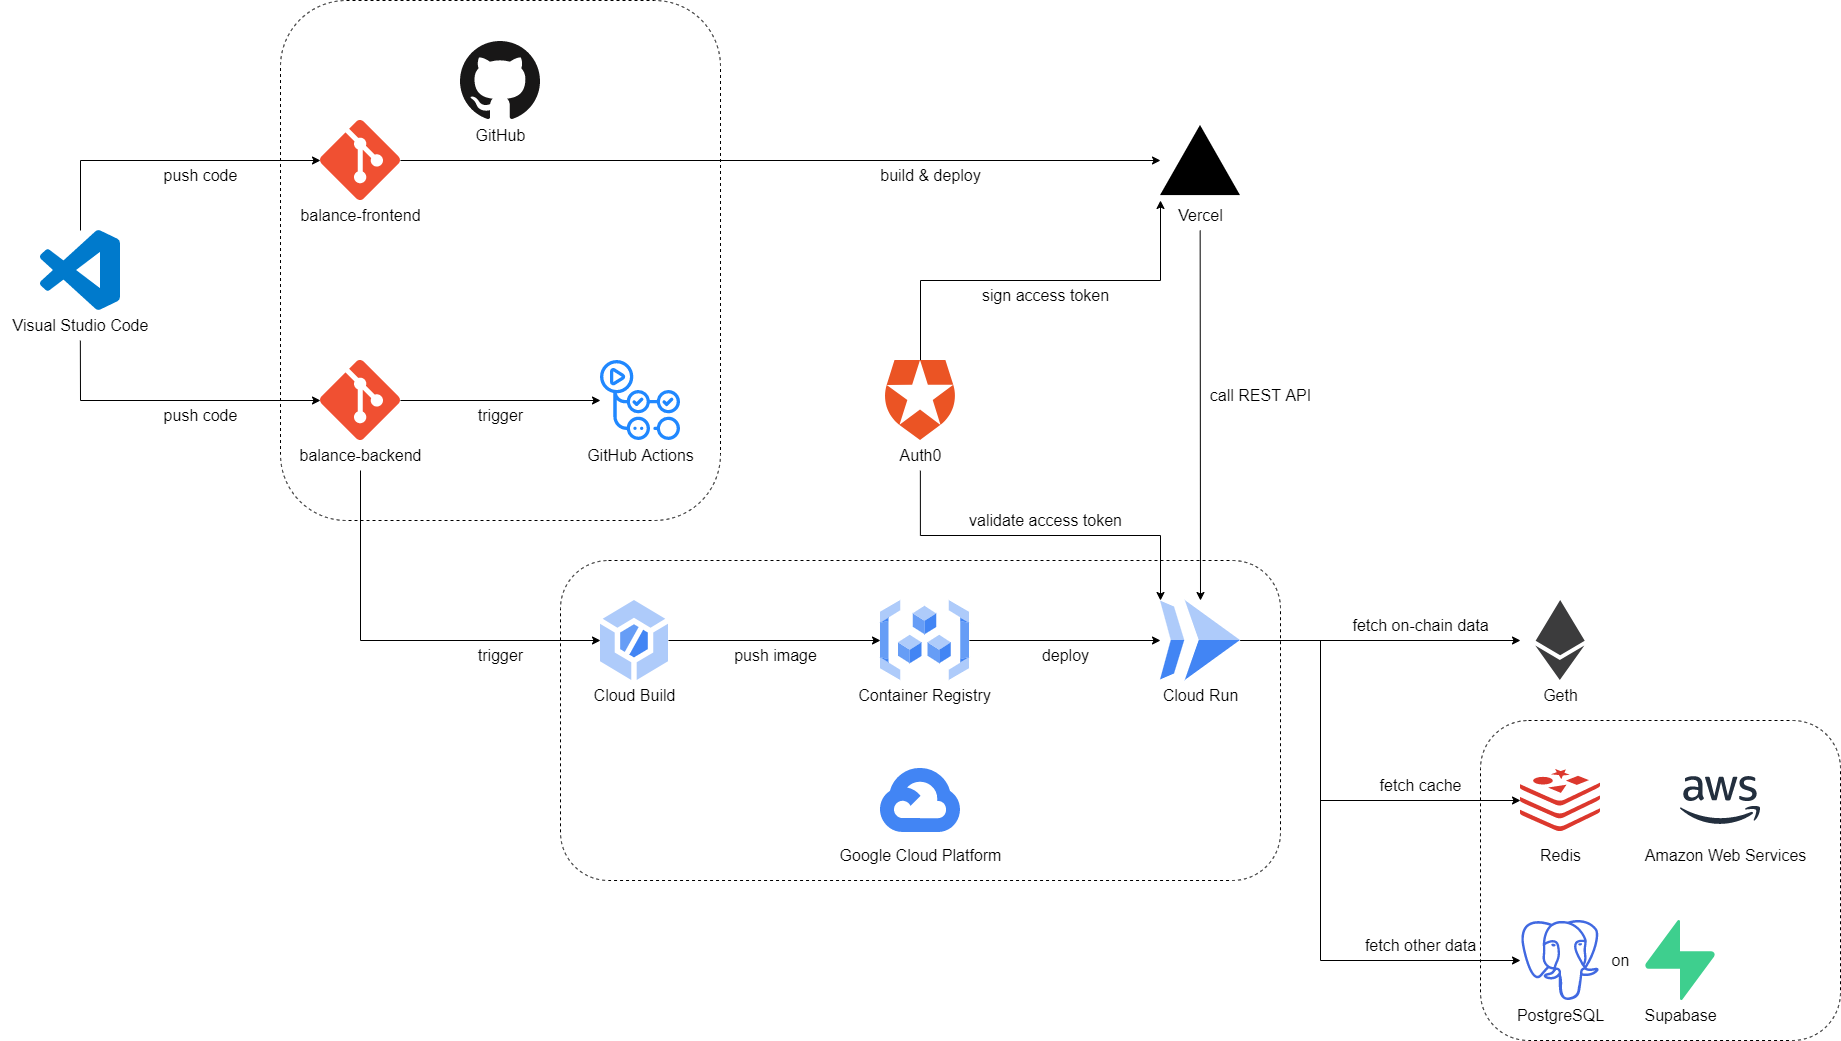 GitHub
push code
balance-frontend
build & deploy
Vercel
Visual Studio Code
sign access token
push code
balance-backend
trigger
GitHub Actions
Auth0
call REST API
validate access token
trigger
Cloud Build
push image
Container Registry
deploy
Cloud Run
fetch on-chain data
Geth
Google Cloud Platform
fetch cache
Redis
aws
Amazon Web Services
fetch other data
PostgreSQL
on
Supabase